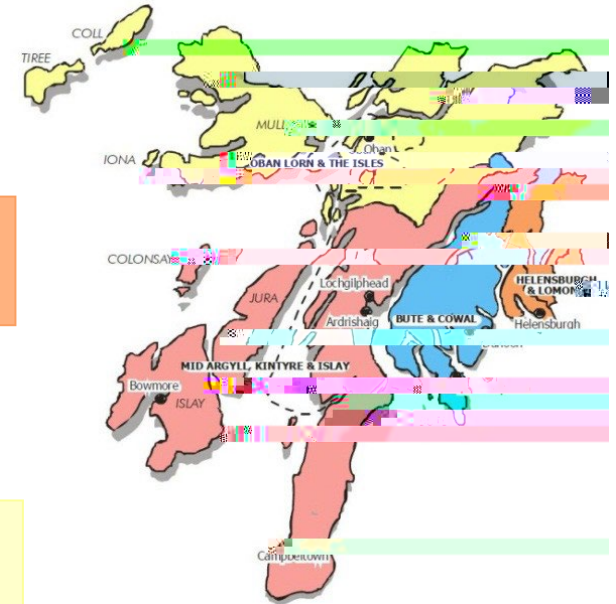 COLL
TIREE
MULL
IONA
Oban
OBAN LORN & THE ISLES
COLONSAY
JURA
Lochgilphead
Ardrishaig
BUTE & COWAL
HELENSBURGH
& LOMOND
Helensburgh
MID ARGYLL, KINTYRE & ISLAY
Bowmore
ISLAY
Campbeltown